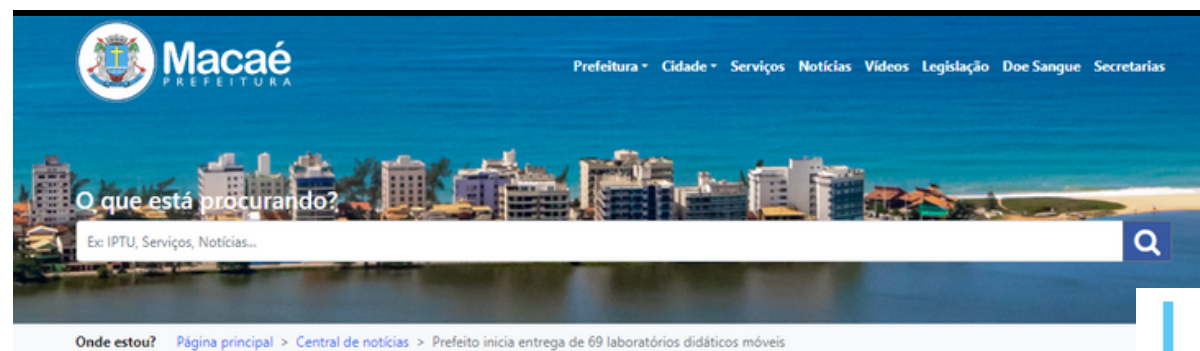 Macaé
PREFEITURA
Prefeitura Cidade Serviços Notícias Vídeos Legislação Doe Sangue Secretarias
O que está procurando?
Ex: IPTU, Serviços, Notícias...
Onde estou? Página principal > Central de notícias > Prefeito inicia entrega de 69 laboratórios didáticos móveis